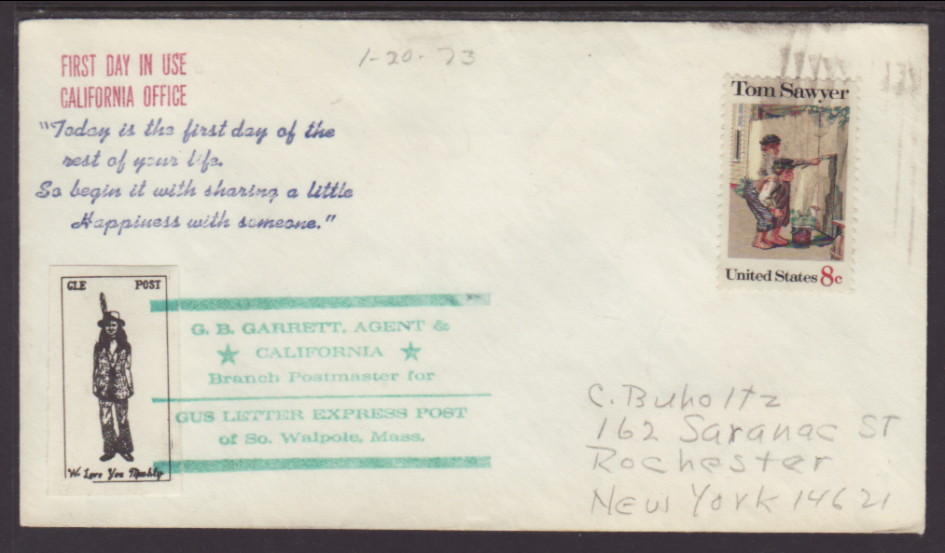 FIRST DAY IN USE
CALIFORNIA OFFICE
1-20-73
"Today is the first day of the
rest of your life.
So begin it with sharing a little
Happiness with someone."
Tom Sawyer
United States 8c
GLE POST
We Love You
G. B. GARRETT, AGENT &
★ CALIFORNIA ★
Branch Postmaster for
GUS LETTER EXPRESS POST
of So. Walpole, Mass.
C. Buholtz
162 Saranac ST
Rochester
New York 14621